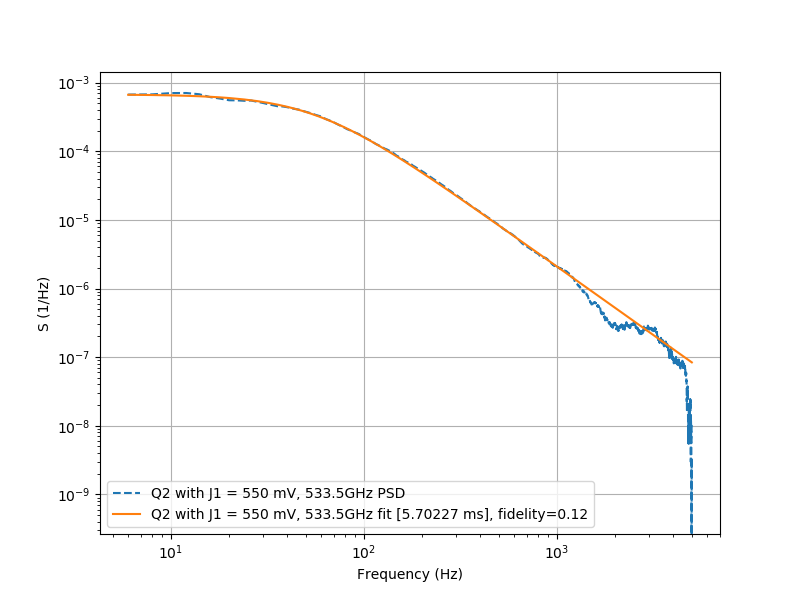 10⁻³
10⁻⁴
10⁻⁵
10⁻⁶
10⁻⁷
10⁻⁸
10⁻⁹
S (1/Hz)
Q2 with J1 = 550 mV, 533.5GHz PSD
Q2 with J1 = 550 mV, 533.5GHz fit [5.70227 ms], fidelity=0.12
10¹ 10² 10³
Frequency (Hz)